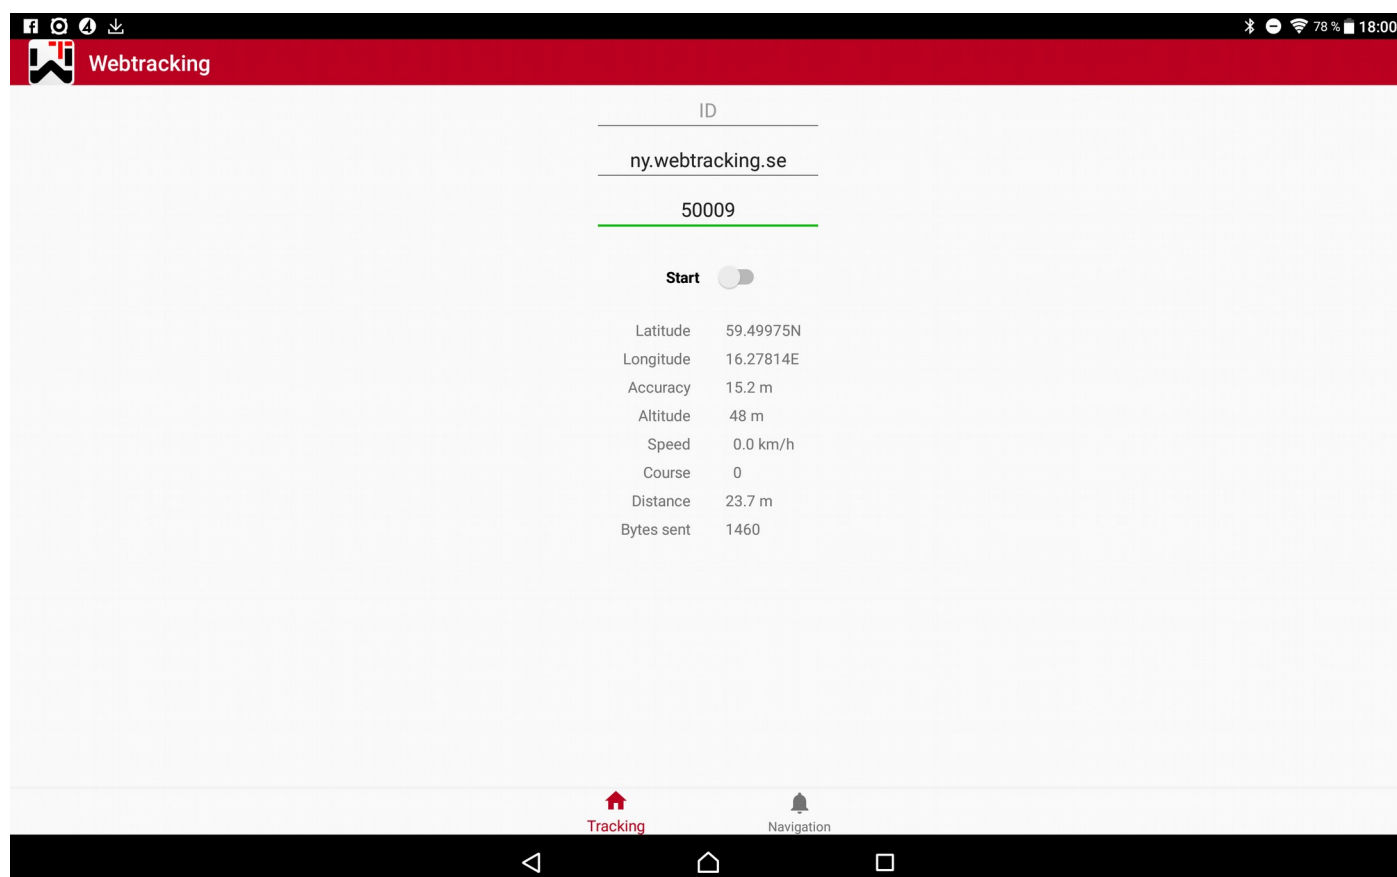 78 % 18:00
Webtracking
ID
ny.webtracking.se
50009
Start
Latitude 59.49975N
Longitude 16.27814E
Accuracy 15.2 m
Altitude 48 m
Speed 0.0 km/h
Course 0
Distance 23.7 m
Bytes sent 1460
Tracking Navigation